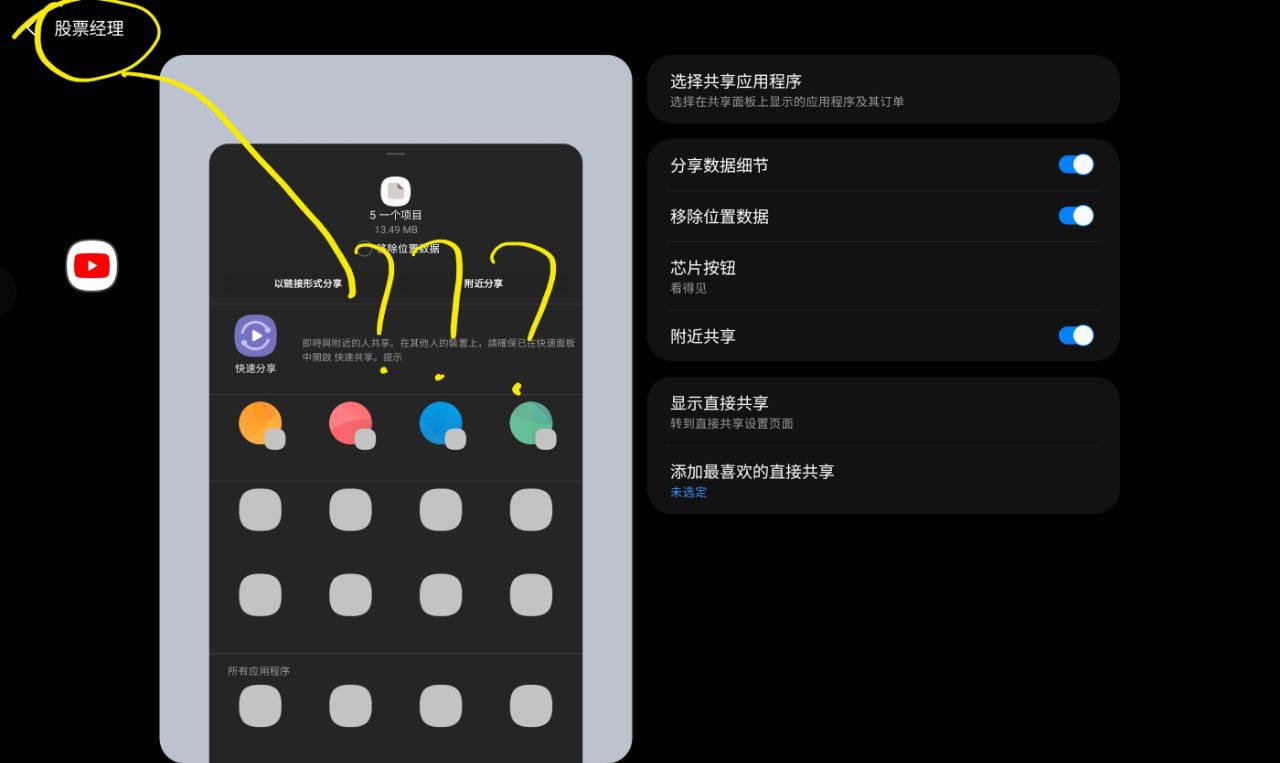 股票经理
选择共享应用程序
选择在共享面板上显示的应用程序及其订单
5 一个项目
13.49 MB
移除位置数据
以链接形式分享
附近分享
快速分享
即時與附近的人共享。在其他人的裝置上，請確保已在快速面板
中開啟 快速共享。提示
所有应用程序
分享数据细节
移除位置数据
芯片按钮
看得见
附近共享
显示直接共享
转到直接共享设置页面
添加最喜欢的直接共享
未选定
???